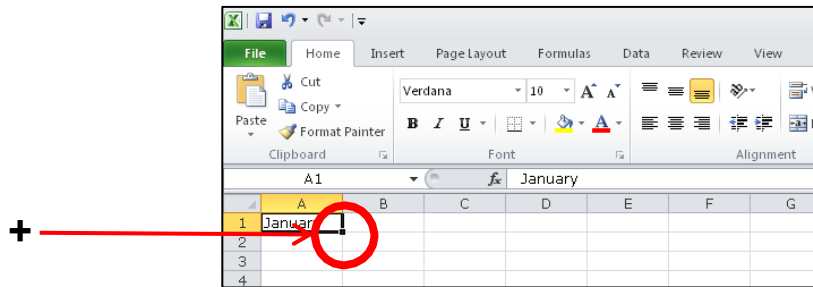 File Home Insert Page Layout Formulas Data Review View
Cut
Copy
Format Painter
Paste
Verdana 10 A A
B I U A
Clipboard Font Alignment
A1 fx January
A B C D E F G
1 January
2
3
4
+